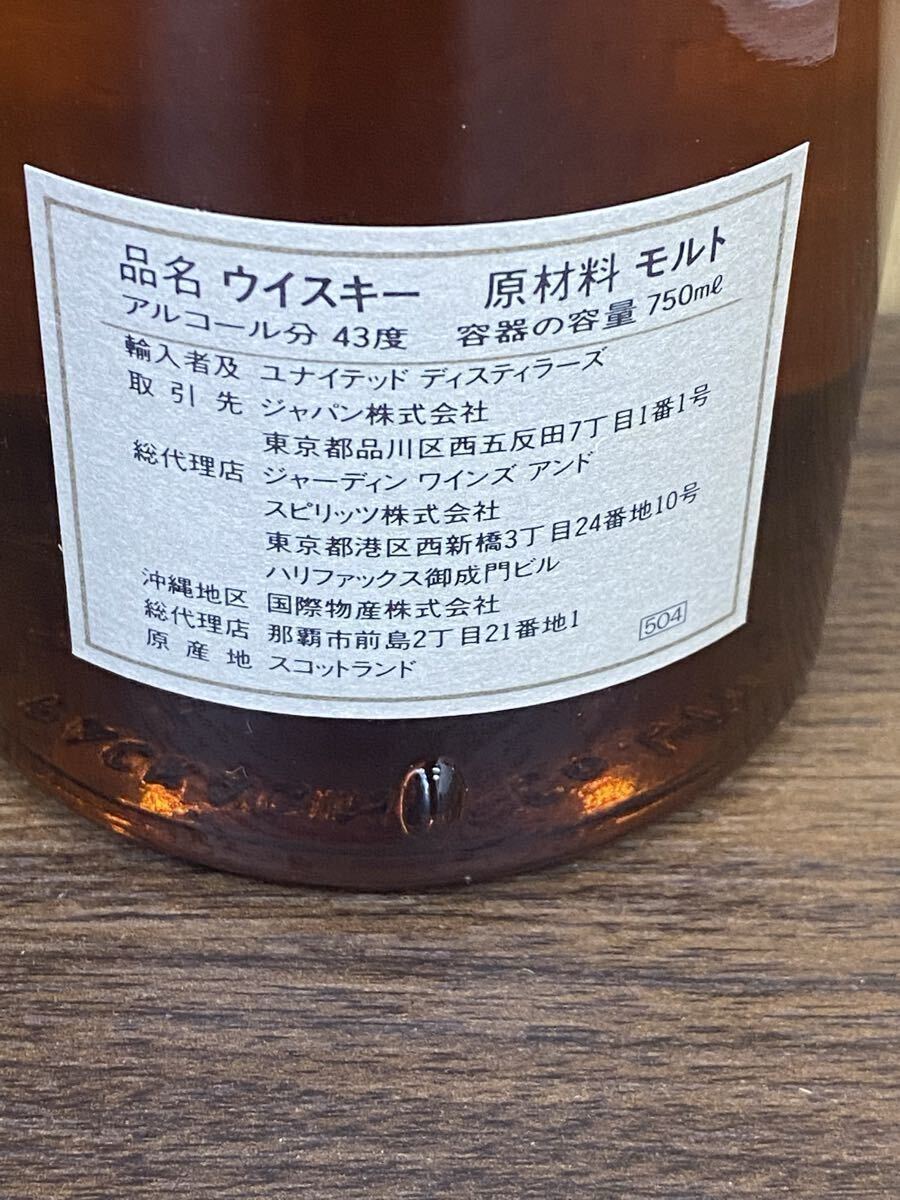 品名 ウイスキー 原材料 モルト
アルコール分 43度 容器の容量 750ml
輸入者及 ユナイテッド ディスティラーズ
取引先 ジャパン株式会社
東京都品川区西五反田7丁目1番1号
総代理店 ジャーディン ワインズ アンド
スピリッツ株式会社
東京都港区西新橋3丁目24番地10号
ハリファックス御成門ビル
沖縄地区 国際物産株式会社
総代理店 那覇市前島2丁目21番地1
原産地 スコットランド
504